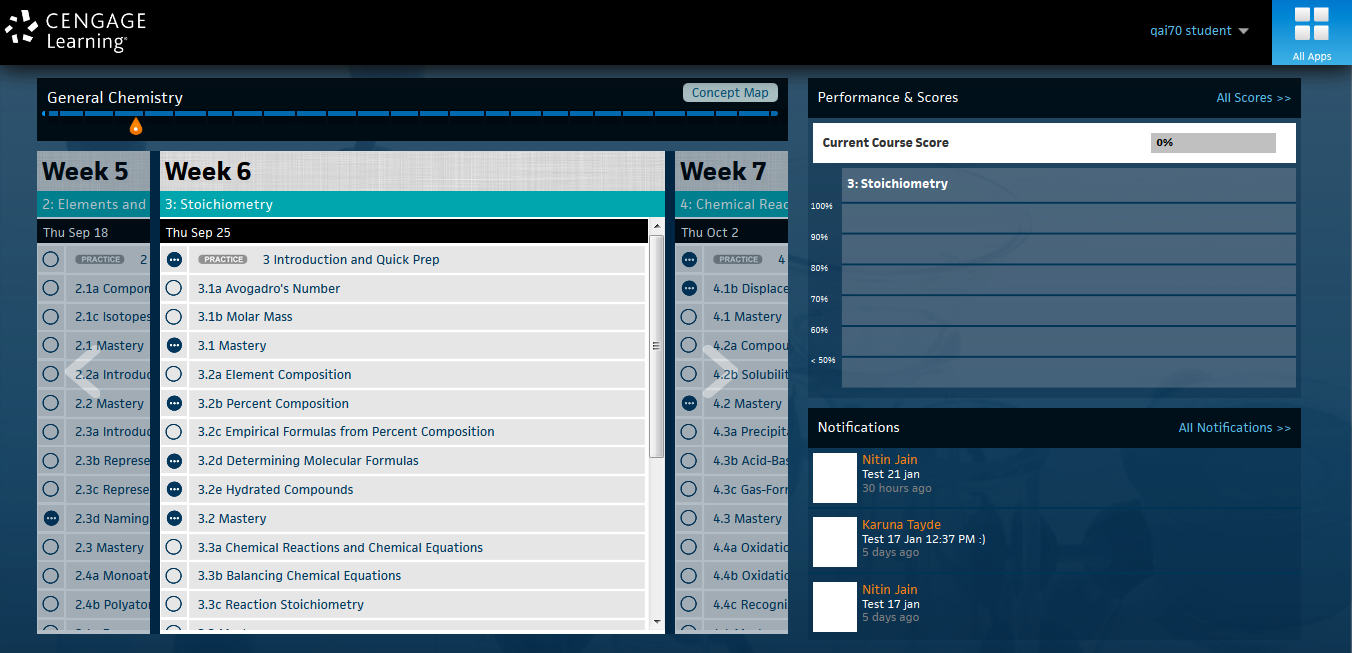 CENGAGE
Learning®
qai70 student
All Apps
General Chemistry
Concept Map
Week 5
2: Elements and
Thu Sep 18
PRACTICE 2
2.1a Compon
2.1c Isotopes
2.1 Mastery
2.2a Introduc
2.2 Mastery
2.3a Introduc
2.3b Represe
2.3c Represe
2.3d Naming
2.3 Mastery
2.4a Monoat
2.4b Polyator
Week 6
3: Stoichiometry
Thu Sep 25
PRACTICE 3 Introduction and Quick Prep
3.1a Avogadro's Number
3.1b Molar Mass
3.1 Mastery
3.2a Element Composition
3.2b Percent Composition
3.2c Empirical Formulas from Percent Composition
3.2d Determining Molecular Formulas
3.2e Hydrated Compounds
3.2 Mastery
3.3a Chemical Reactions and Chemical Equations
3.3b Balancing Chemical Equations
3.3c Reaction Stoichiometry
Week 7
4: Chemical Reac
Thu Oct 2
PRACTICE 4
4.1b Displace
4.1 Mastery
4.2a Compou
4.2b Solubilit
4.2 Mastery
4.3a Precipita
4.3b Acid-Bas
4.3c Gas-Forn
4.3 Mastery
4.4a Oxidatic
4.4b Oxidatic
4.4c Recogni
Performance & Scores
All Scores >>
Current Course Score
0%
3: Stoichiometry
100%
90%
80%
70%
60%
< 50%
Notifications
All Notifications >>
Nitin Jain
Test 21 jan
30 hours ago
Karuna Tayde
Test 17 Jan 12:37 PM :)
5 days ago
Nitin Jain
Test 17 jan
5 days ago